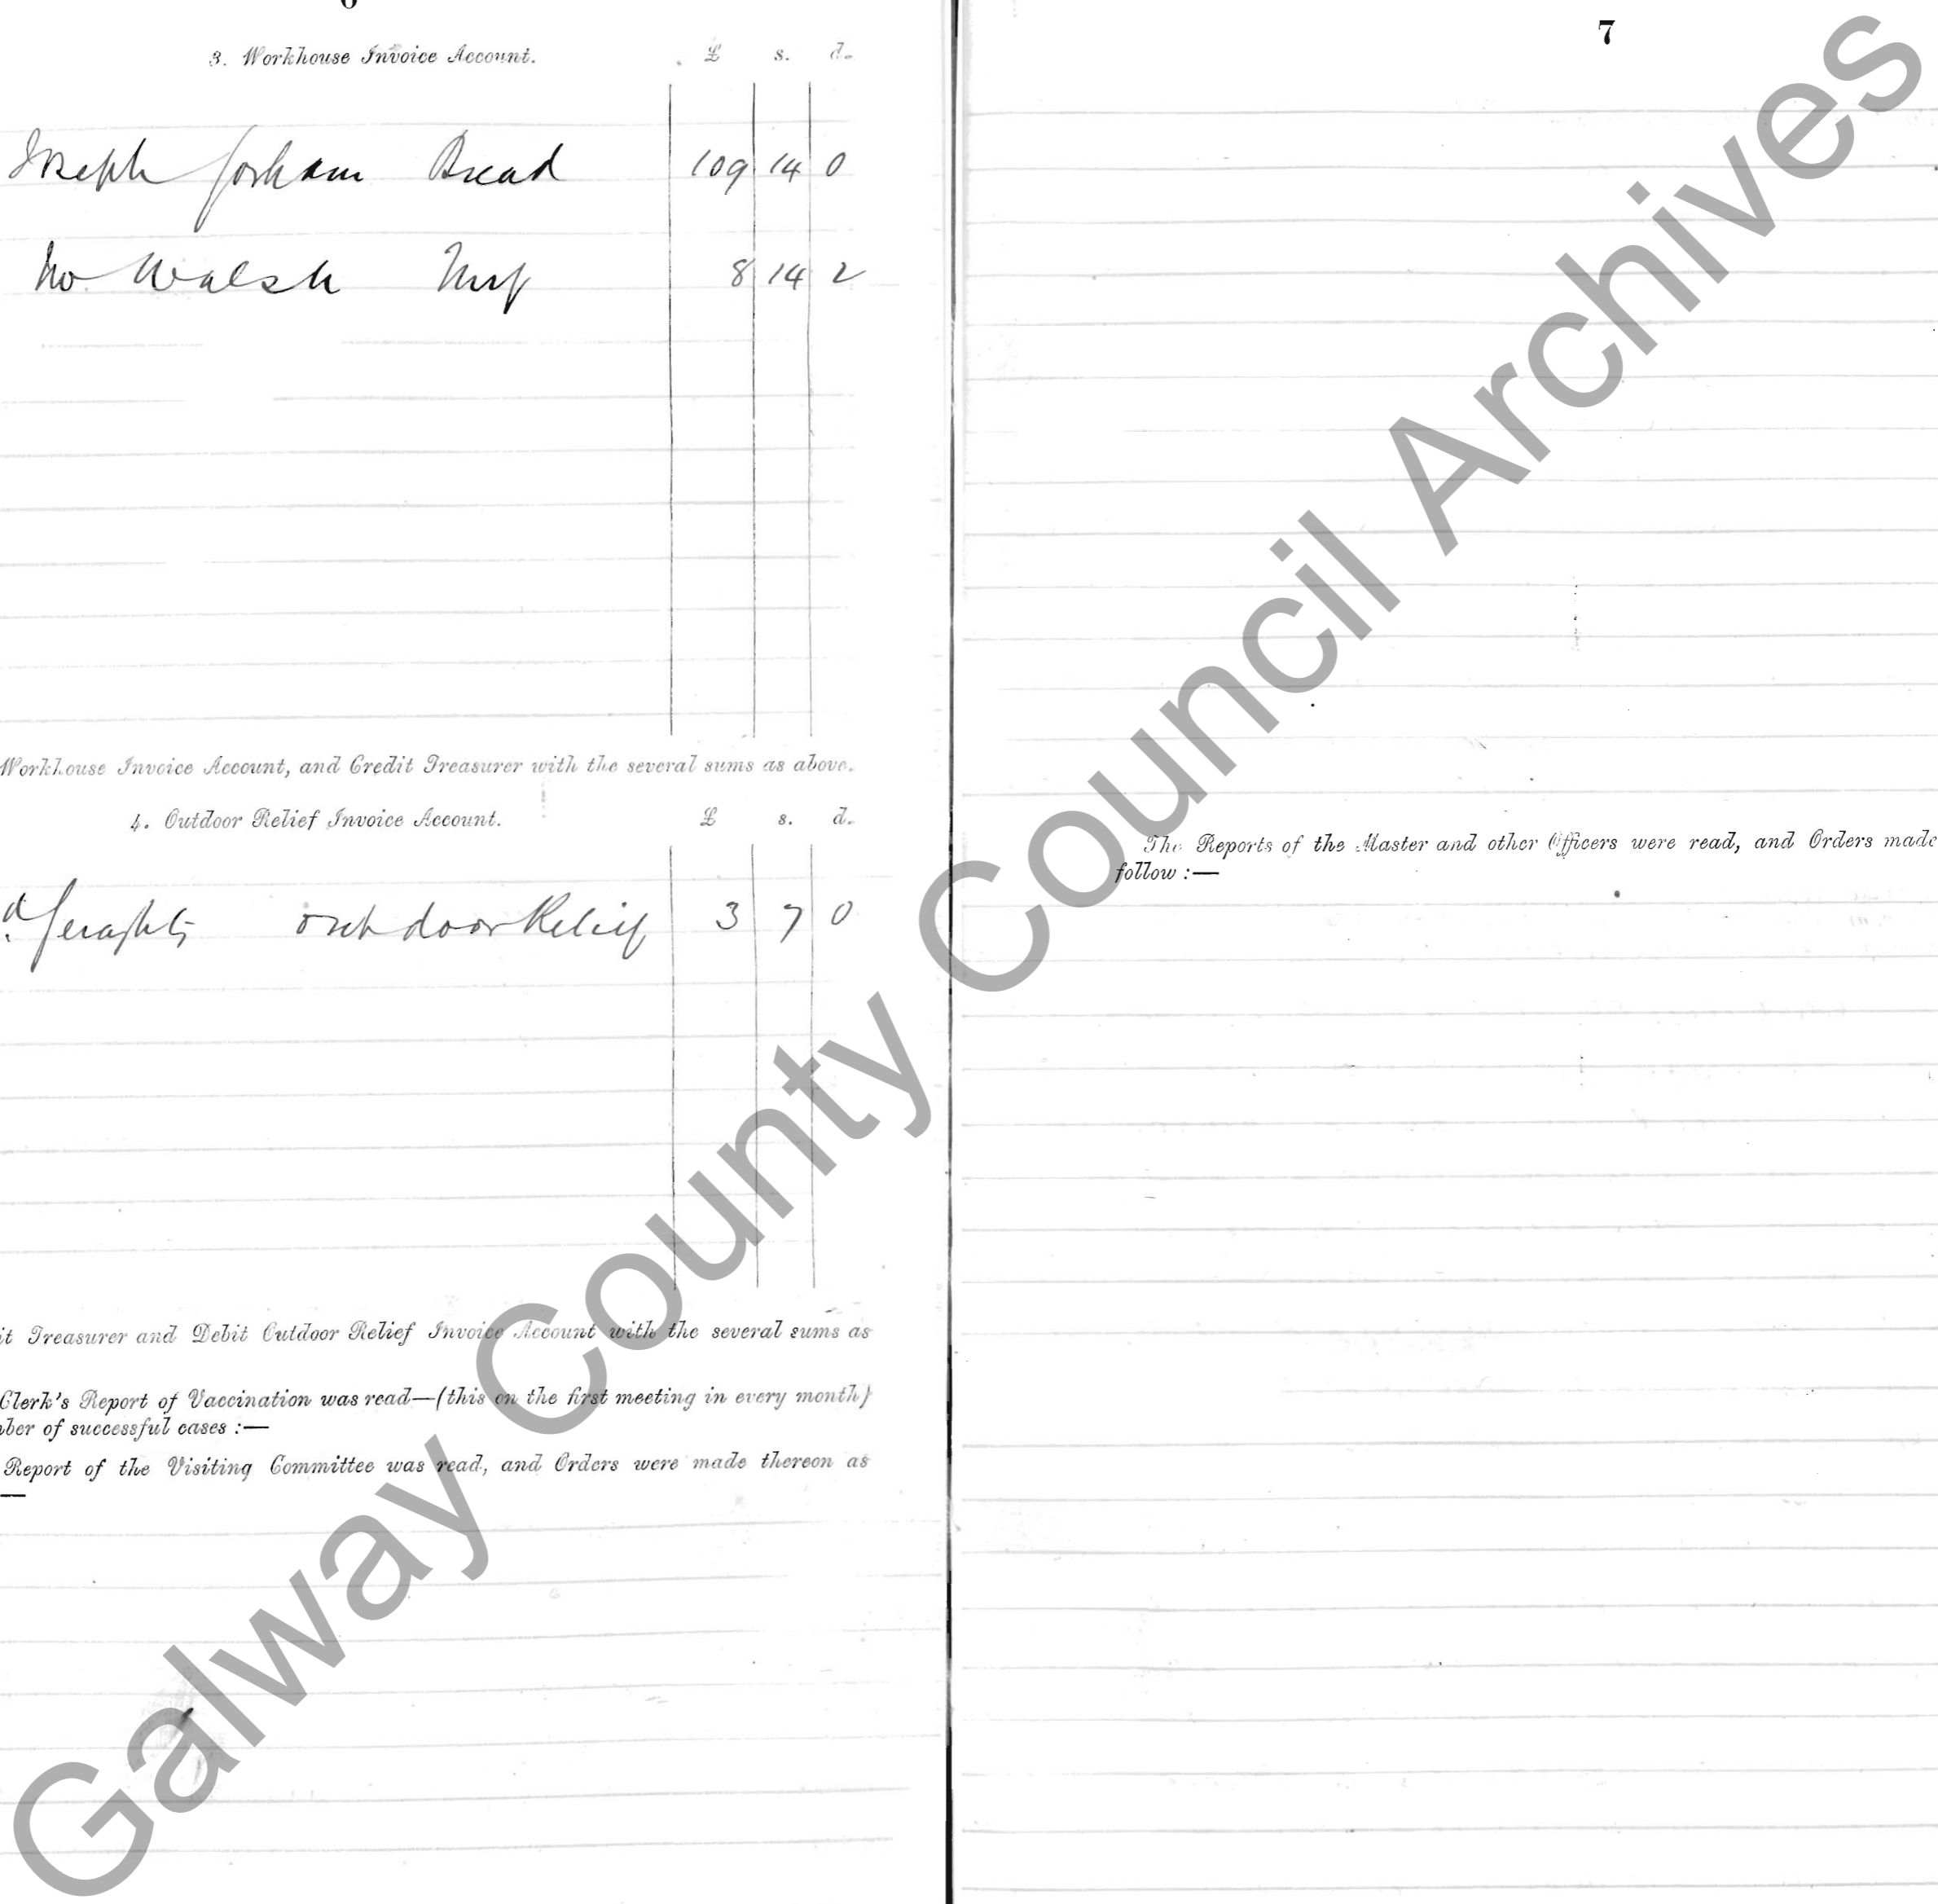 6
3. Workhouse Invoice Account. £ s. d.
Joseph Gorham Bread 109 14 0
Walsh Turf 8 14 2
Workhouse Invoice Account, and Credit Treasurer with the several sums as above.
4. Outdoor Relief Invoice Account. £ s. d.
Geraghty outdoor Relief 3 7 0
it Treasurer and Debit Outdoor Relief Invoice Account with the several sums as
Clerk's Report of Vaccination was read—(this on the first meeting in every month)
ber of successful cases :—
Report of the Visiting Committee was read, and Orders were made thereon as
—
7
The Reports of the Master and other Officers were read, and Orders made
follow :—
Galway County Council Archives